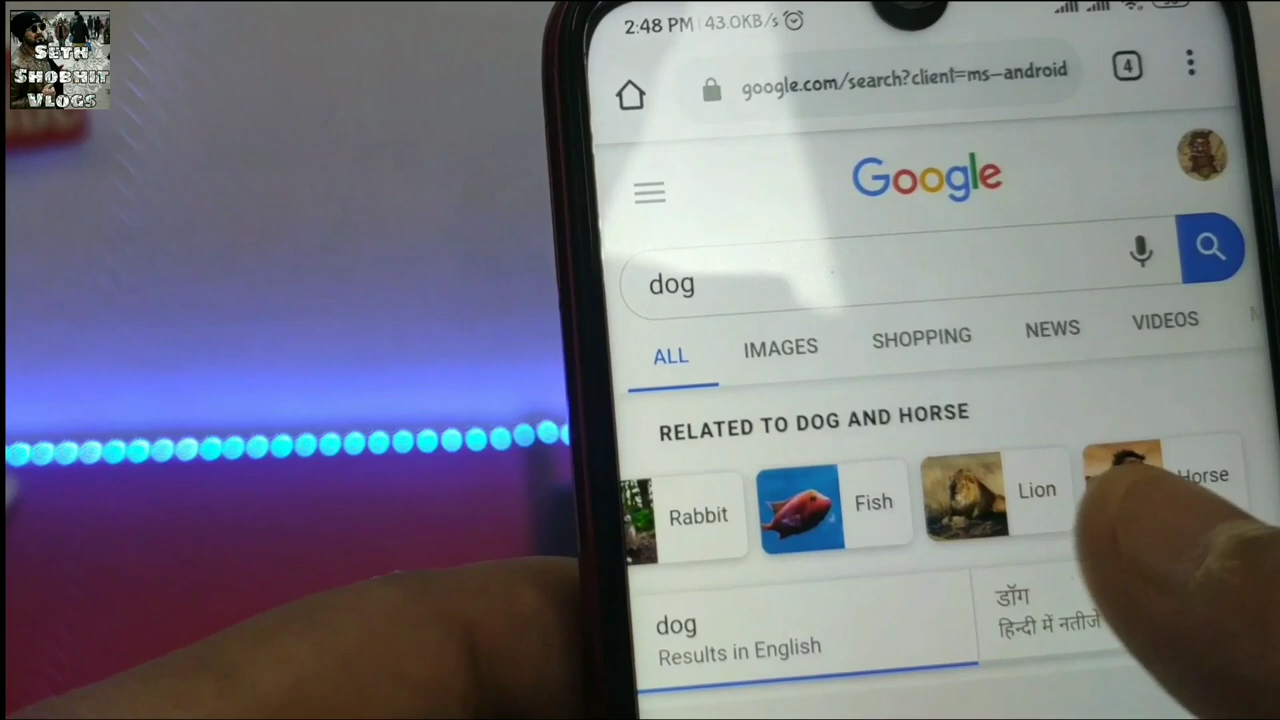 SETH
SHOBHIT
VLOGS
2:48 PM 43.0KB/s
google.com/search?client=ms-android
4
Google
dog
ALL IMAGES SHOPPING NEWS VIDEOS
RELATED TO DOG AND HORSE
Rabbit Fish Lion Horse
dog
Results in English
डॉग
हिन्दी में नतीजे